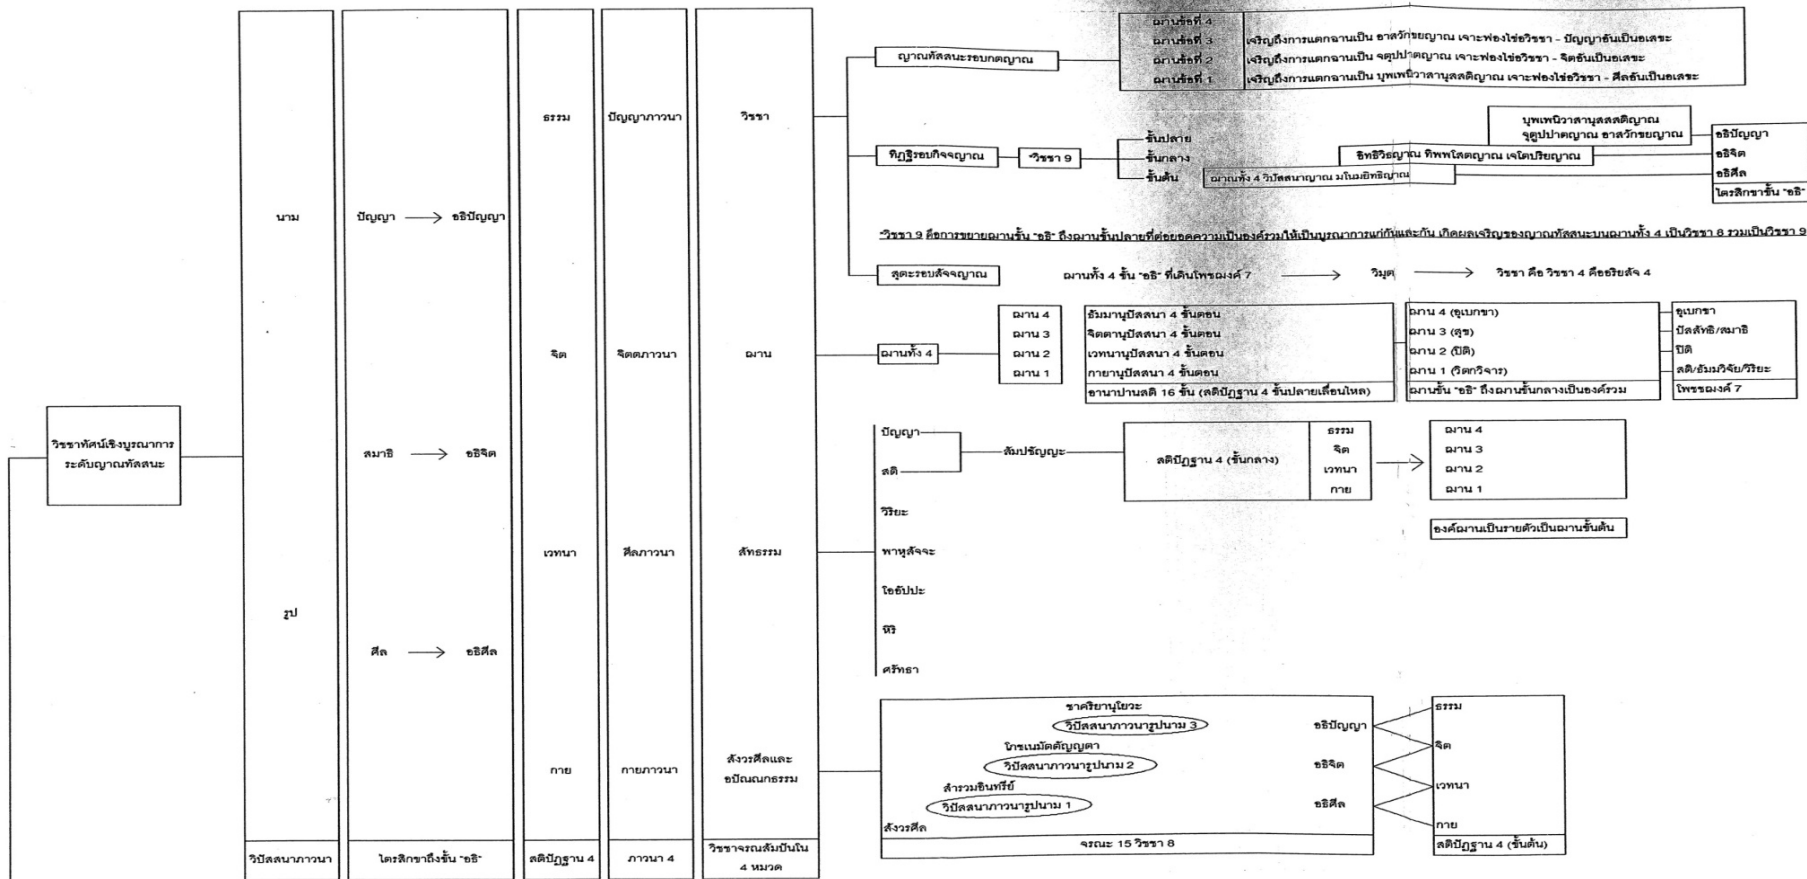 วิชชาทัศน์เชิงบูรณาการ
ระดับญาณทัสสนะ
นาม
รูป
วิปัสสนาภาวนา
ปัญญา → อธิปัญญา
สมาธิ → อธิจิต
ศีล → อธิศีล
ไตรสิกขาถึงขั้น "อธิ"
ธรรม
จิต
เวทนา
กาย
สติปัฏฐาน 4
ปัญญาภาวนา
จิตตภาวนา
ศีลภาวนา
กายภาวนา
ภาวนา 4
วิชชา
ฌาน
สัทธรรม
สังวรศีลและ
อปัณณกธรรม
วิชชาจรณสัมปันใน
4 หมวด
ญาณทัสสนะรอบกตญาณ
ฌานข้อที่ 4
ฌานข้อที่ 3 เจริญถึงการแตกฉานเป็น อาสวักขยญาณ เจาะฟองไข่อวิชชา - ปัญญาอันเป็นอเสขะ
ฌานข้อที่ 2 เจริญถึงการแตกฉานเป็น จุตูปปาตญาณ เจาะฟองไข่อวิชชา - จิตอันเป็นอเสขะ
ฌานข้อที่ 1 เจริญถึงการแตกฉานเป็น บุพเพนิวาสานุสสติญาณ เจาะฟองไข่อวิชชา - ศีลอันเป็นอเสขะ
ทิฏฐิรอบกิจจญาณ
"วิชชา 9
ขั้นปลาย
ขั้นกลาง
ขั้นต้น
บุพเพนิวาสานุสสสติญาณ
จุตูปปาตญาณ อาสวักขยญาณ
อิทธิวิธญาณ ทิพพโสตญาณ เจโตปริยญาณ
ฌาณทั้ง 4 วิปัสสนาญาณ มโนมยิทธิญาณ
อธิปัญญา
อธิจิต
อธิศีล
ไตรสิกขาขั้น "อธิ"
"วิชชา 9 คือการขยายฌานขั้น "อธิ" ถึงฌานขั้นปลายที่ต่อยอดความเป็นองค์รวมให้เป็นบูรณาการแก่กันและกัน เกิดผลเจริญของญาณทัสสนะบนฌานทั้ง 4 เป็นวิชชา 8 รวมเป็นวิชชา 9
สุตะรอบสัจจญาณ
ฌานทั้ง 4 ขั้น "อธิ" ที่เดินโพชฌงค์ 7 → วิมุต → วิชชา คือ วิชชา 4 คืออริยสัจ 4
ฌานทั้ง 4
ฌาน 4
ฌาน 3
ฌาน 2
ฌาน 1
ธัมมานุปัสสนา 4 ขั้นตอน
จิตตานุปัสสนา 4 ขั้นตอน
เวทนานุปัสสนา 4 ขั้นตอน
กายานุปัสสนา 4 ขั้นตอน
อานาปานสติ 16 ขั้น (สติปัฏฐาน 4 ขั้นปลายเลื่อนไหล)
ฌาน 4 (อุเบกขา)
ฌาน 3 (สุข)
ฌาน 2 (ปิติ)
ฌาน 1 (วิตกวิจาร)
ฌานขั้น "อธิ" ถึงฌานขั้นกลางเป็นองค์รวม
อุเบกขา
ปัสสัทธิ/สมาธิ
ปิติ
สติ/ธัมมวิจัย/วิริยะ
โพชชฌงค์ 7
ปัญญา
สติ
วิริยะ
พาหุสัจจะ
โอธัปปะ
หิริ
ศรัทธา
สัมปชัญญะ
สติปัฏฐาน 4 (ขั้นกลาง)
ธรรม
จิต
เวทนา
กาย
ฌาน 4
ฌาน 3
ฌาน 2
ฌาน 1
องค์ฌานเป็นรายตัวเป็นฌานขั้นต้น
ชาคริยานุโยวะ
วิปัสสนาภาวนารูปนาม 3
โภชเนมัตตัญญุตา
วิปัสสนาภาวนารูปนาม 2
สำรวมอินทรีย์
วิปัสสนาภาวนารูปนาม 1
สังวรศีล
อธิปัญญา
อธิจิต
อธิศีล
จรณะ 15 วิชชา 8
ธรรม
จิต
เวทนา
กาย
สติปัฏฐาน 4 (ขั้นต้น)